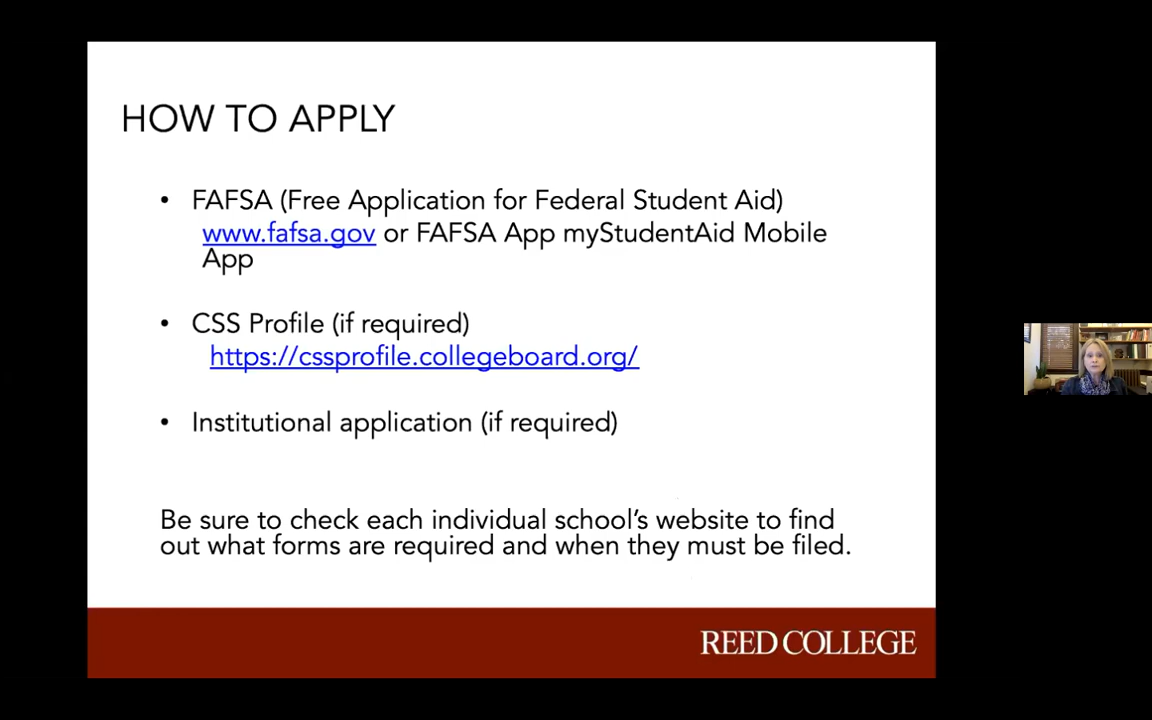 HOW TO APPLY
• FAFSA (Free Application for Federal Student Aid)
www.fafsa.gov or FAFSA App myStudentAid Mobile
App
• CSS Profile (if required)
https://cssprofile.collegeboard.org/
• Institutional application (if required)
Be sure to check each individual school’s website to find
out what forms are required and when they must be filed.
REED COLLEGE